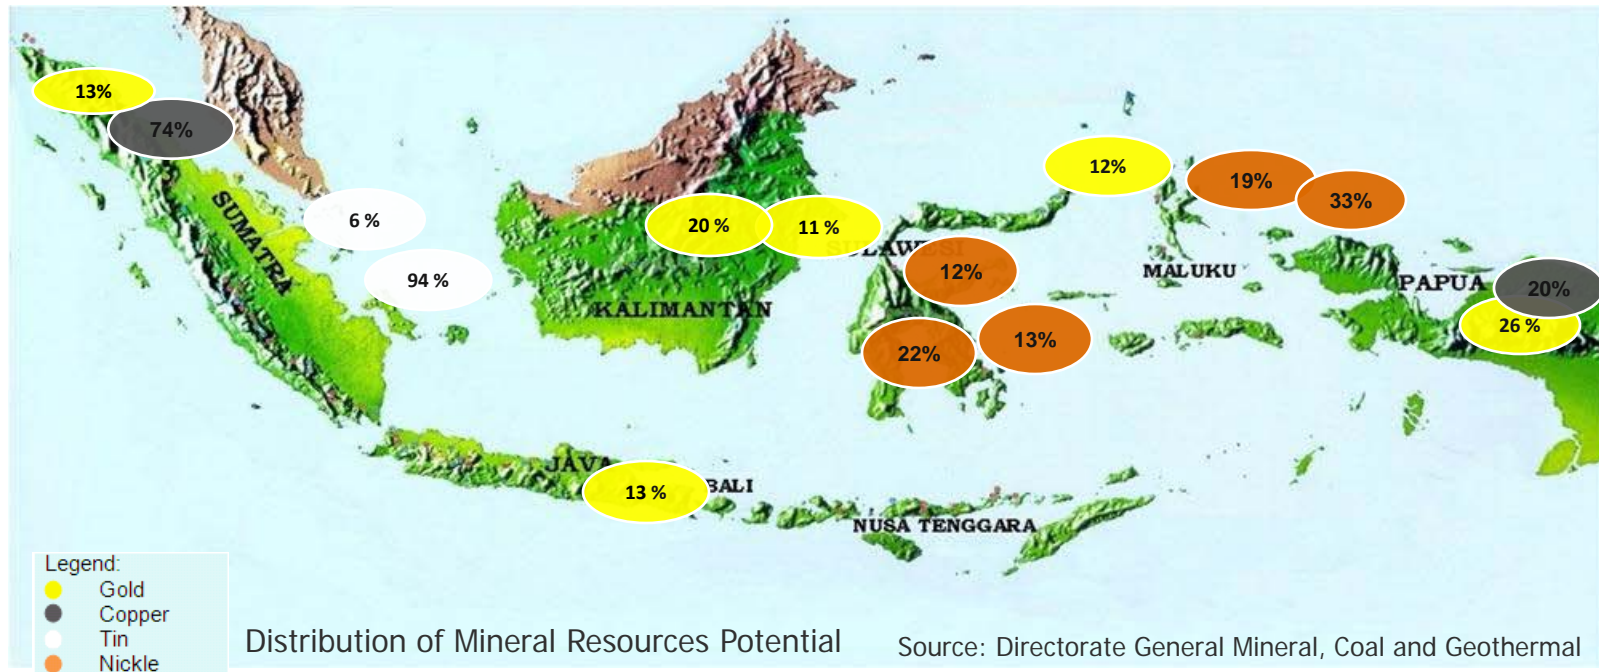 13%
74%
SUMATRA
6 %
94 %
20 %
11 %
KALIMANTAN
SULAWESI
12%
12%
22%
13%
19%
33%
MALUKU
PAPUA
20%
26 %
JAVA
13 %
BALI
NUSA TENGGARA
Legend:
Gold
Copper
Tin
Nickle
Distribution of Mineral Resources Potential
Source: Directorate General Mineral, Coal and Geothermal